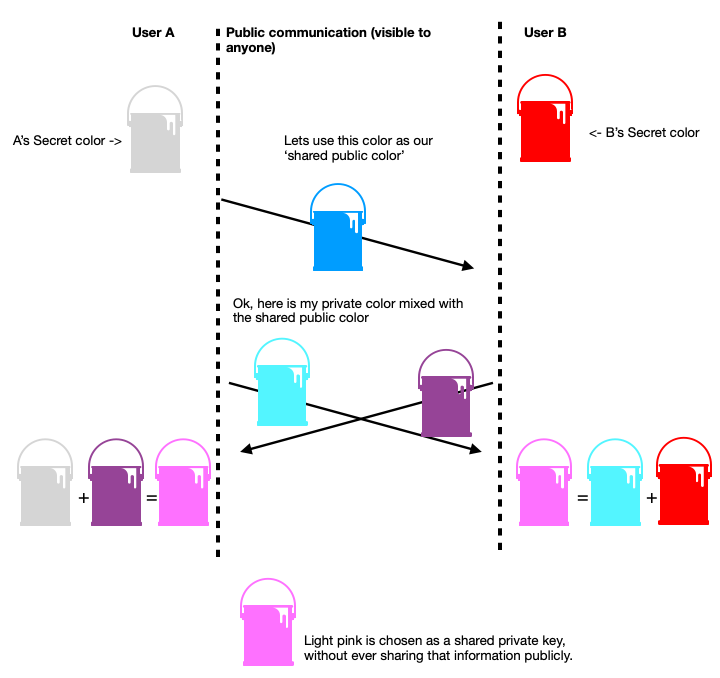 User A
Public communication (visible to
anyone)
User B
A's Secret color ->
<- B's Secret color
Lets use this color as our
‘shared public color’
Ok, here is my private color mixed with
the shared public color
+
=
=
+
Light pink is chosen as a shared private key,
without ever sharing that information publicly.